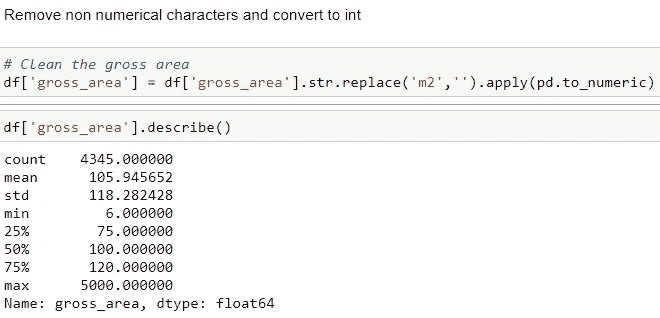 Remove non numerical characters and convert to int
# Clean the gross area
df['gross_area'] = df['gross_area'].str.replace('m2','').apply(pd.to_numeric)
df['gross_area'].describe()
count 4345.000000
mean 105.945652
std 118.282428
min 6.000000
25% 75.000000
50% 100.000000
75% 120.000000
max 5000.000000
Name: gross_area, dtype: float64